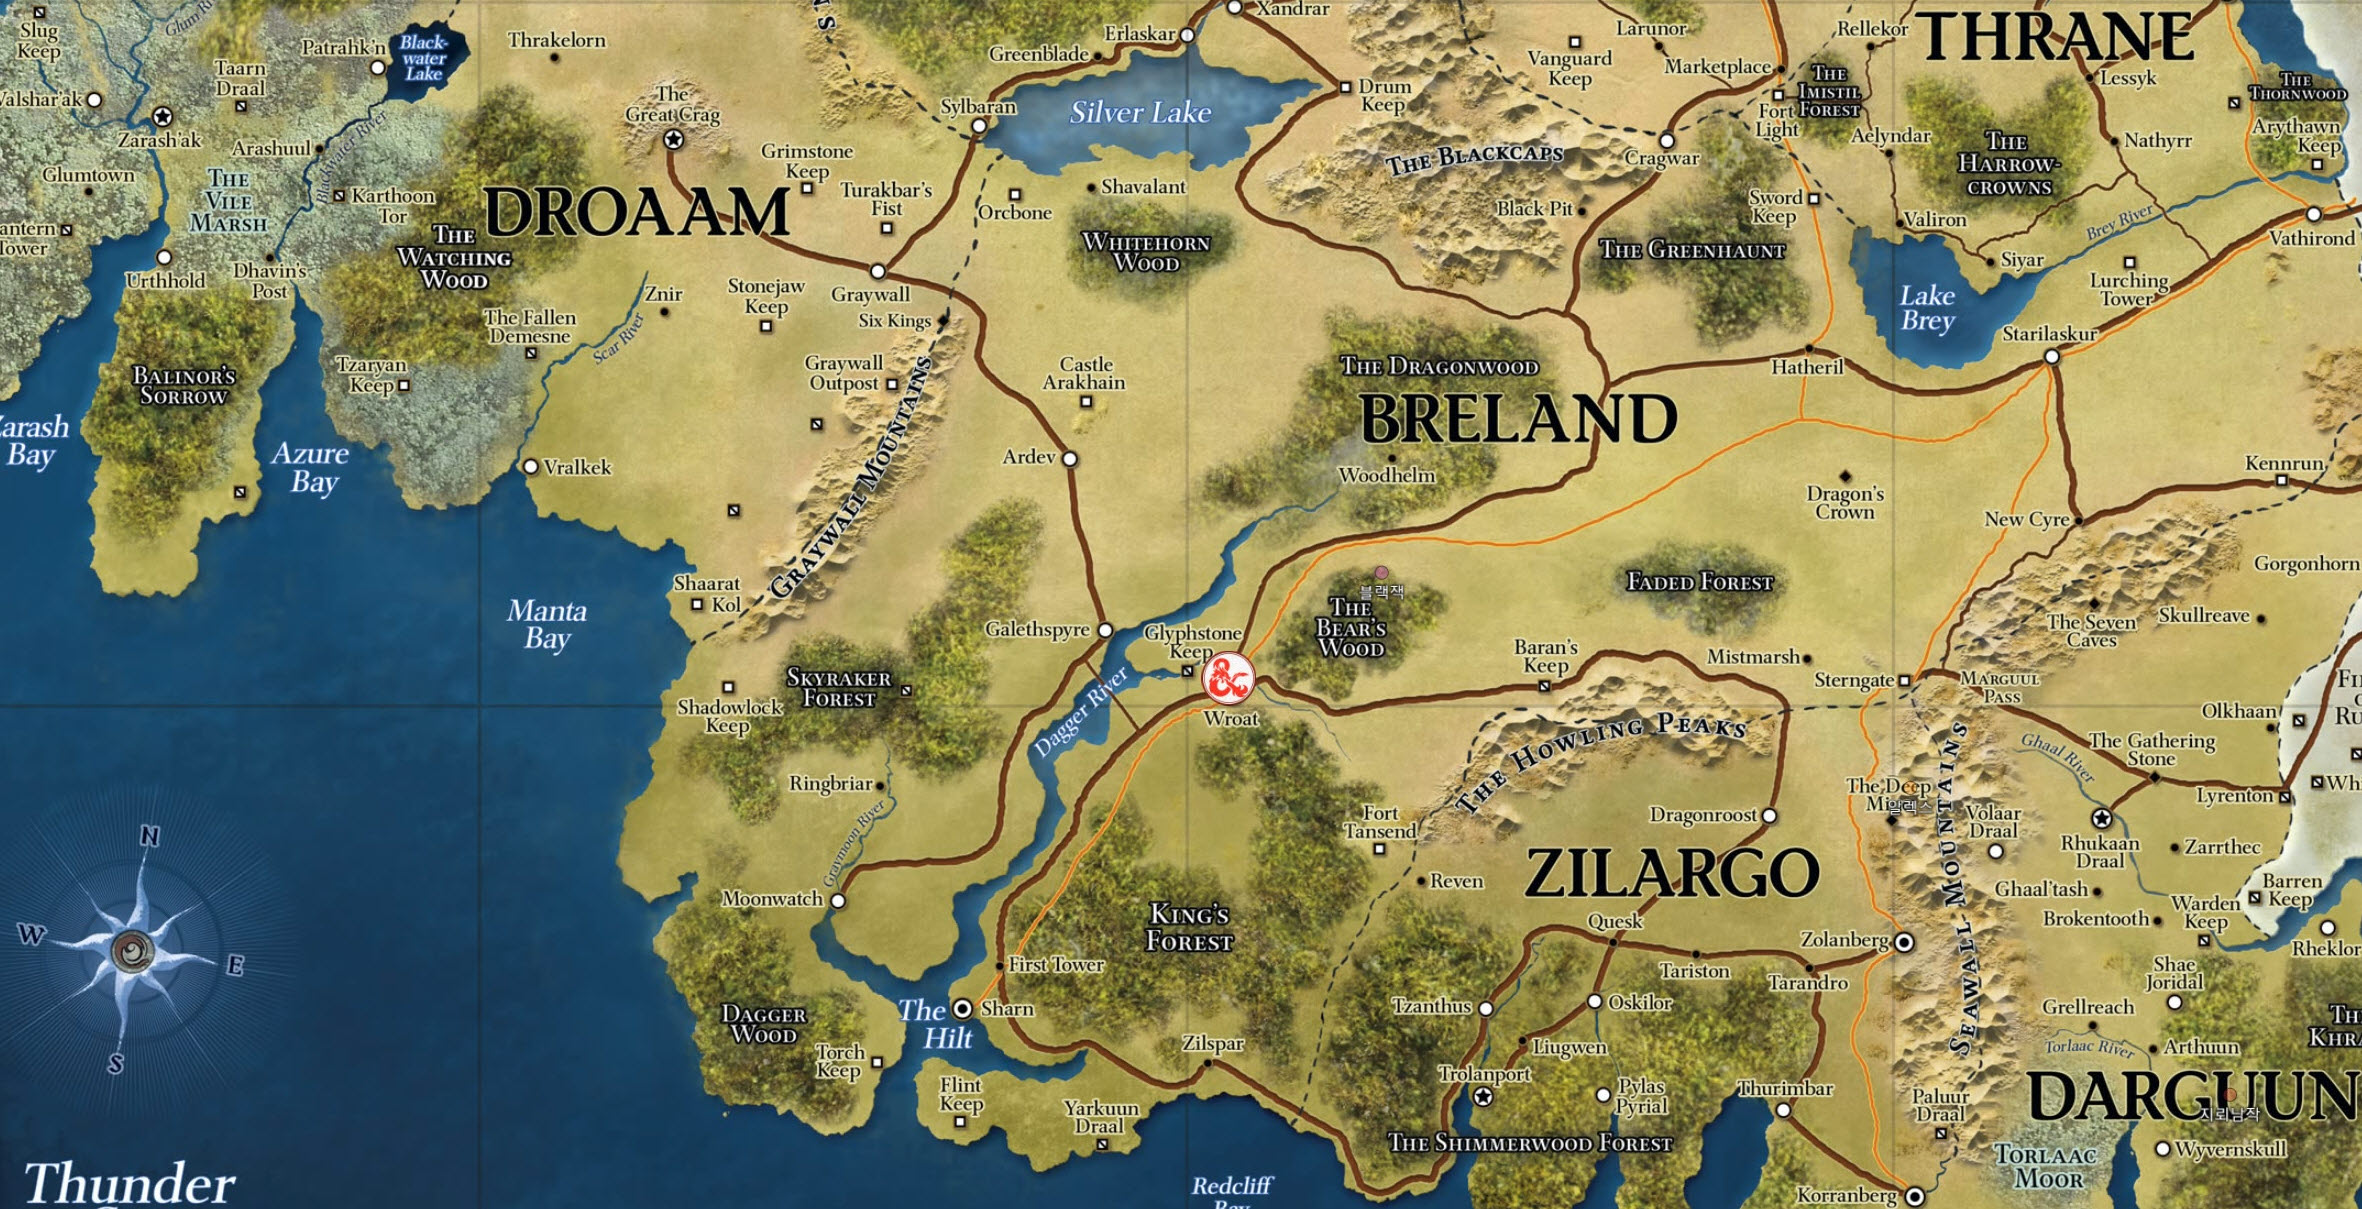 Slug
Keep
Patrahk'n
Black-
water
Lake
Thrakelorn
Taarn
Draal
Valshar'ak
Zarash'ak
Arashuul
Blackwater River
Glumtown
Karthoon
Tor
THE
VILE
MARSH
antern
Tower
Urthhold
Dhavin's
Post
THE
WATCHING
WOOD
The
Great Crag
DROAAM
Grimstone
Keep
Turakbar's
Fist
Graywall
Six Kings
Stonejaw
Keep
Znir
The Fallen
Demesne
Scar River
Tzaryan
Keep
Graywall
Outpost
BALINOR'S
SORROW
Zarash
Bay
Azure
Bay
Vralkek
GRAYWALL MOUNTAINS
Shaarat
Kol
Manta
Bay
Xandrar
Erlaskar
Greenblade
Sylbaran
Silver Lake
Drum
Keep
Orcbone
Shavalant
WHITEHORN
WOOD
Castle
Arakhain
Ardev
THE BLACKCAPS
Black Pit
Vanguard
Keep
Larunor
Marketplace
Rellekor
THRANE
THE
IMISTIL
FOREST
Fort
Light
Cragwar
Aelyndar
Sword
Keep
THE GREENHAUNT
Valiron
THE
HARROW-
CROWNS
Lessyk
Nathyrr
THE
THORNWOOD
Arythawn
Keep
Brey River
Vathirond
Siyar
Lurching
Tower
Lake
Brey
Starilaskur
Hatheril
THE DRAGONWOOD
BRELAND
Woodhelm
Dragon's
Crown
New Cyre
Kennrun
Gorgonhorn
블랙잭
THE
BEAR'S
WOOD
FADED FOREST
The Seven
Caves
Skullreave
Galethspyre
Glyphstone
Keep
Dagger River
Wroat
Baran's
Keep
Mistmarsh
Sterngate
MARGUUL
PASS
Shadowlock
Keep
SKYRAKER
FOREST
Ringbriar
Graymoon River
Moonwatch
THE HOWLING PEAKS
Fort
Tansend
Reven
Dragonroost
ZILARGO
The Deep
알렉스
SEAWALL MOUNTAINS
Volaar
Draal
Ghaal River
The Gathering
Stone
Olkhaan
Lyrenton
Rhukaan
Draal
Zarrthec
Ghaal'tash
Brokentooth
Warden
Keep
Barren
Keep
Rheklor
N
W
E
S
KING'S
FOREST
First Tower
Sharn
The
Hilt
DAGGER
WOOD
Torch
Keep
Flint
Keep
Yarkuun
Draal
Zilspar
Quesk
Tariston
Zolanberg
Tarandro
Tzanthus
Oskilor
Liugwen
Trolanport
Pylas
Pyrial
Thurimbar
THE SHIMMERWOOD FOREST
Korranberg
Paluur
Draal
Shae
Joridal
Grellreach
Torlaac River
Arthuun
DARGUUN
지뢰남작
Wyvernskull
TORLAAC
MOOR
Redcliff
Bay
Thunder